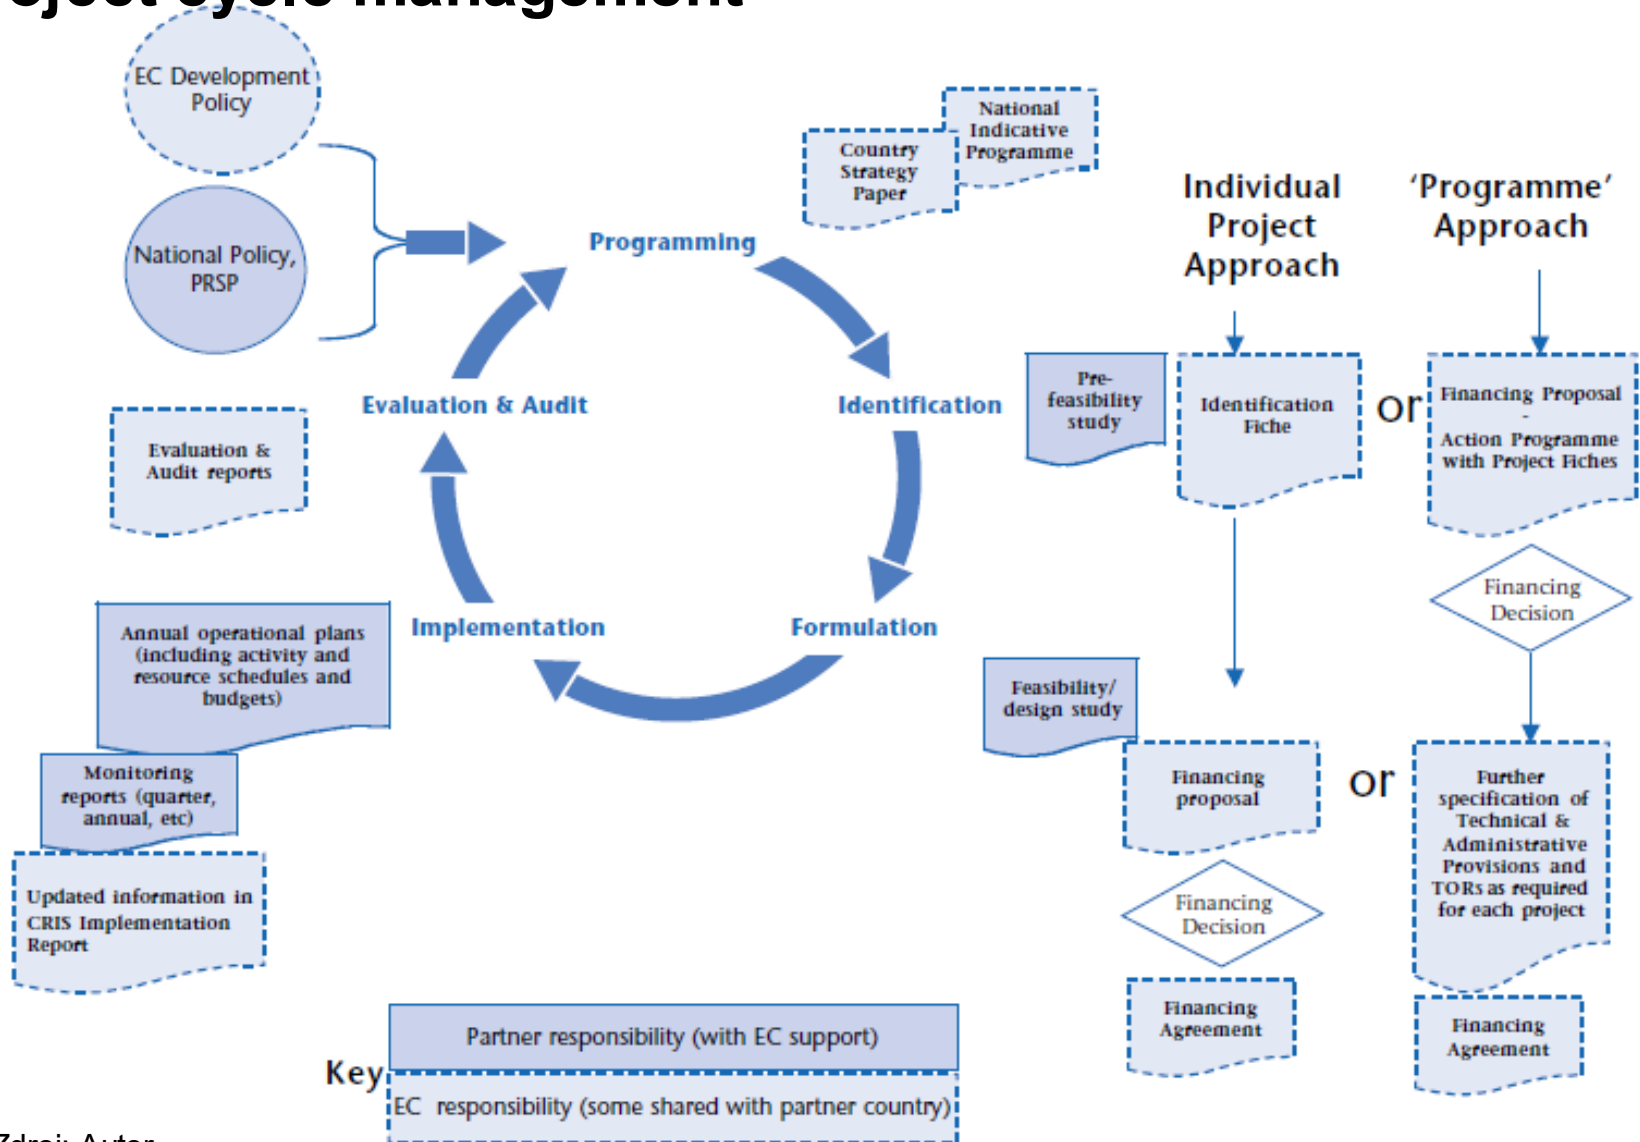 cycle management
EC Development
Policy
National Policy,
PRSP
National
Indicative
Programme
Country
Strategy
Paper
Individual
Project
Approach
'Programme'
Approach
Programming
Identification
Formulation
Implementation
Evaluation & Audit
Evaluation &
Audit reports
Pre-
feasibility
study
Identification
Fiche
or
Financing Proposal
-
Action Programme
with Project Fiches
Financing
Decision
Annual operational plans
(including activity and
resource schedules and
budgets)
Monitoring
reports (quarter,
annual, etc)
Updated information in
CRIS Implementation
Report
Feasibility/
design study
Financing
proposal
or
Further
specification of
Technical &
Administrative
Provisions and
TORs as required
for each project
Financing
Decision
Financing
Agreement
Financing
Agreement
Key
Partner responsibility (with EC support)
EC responsibility (some shared with partner country)